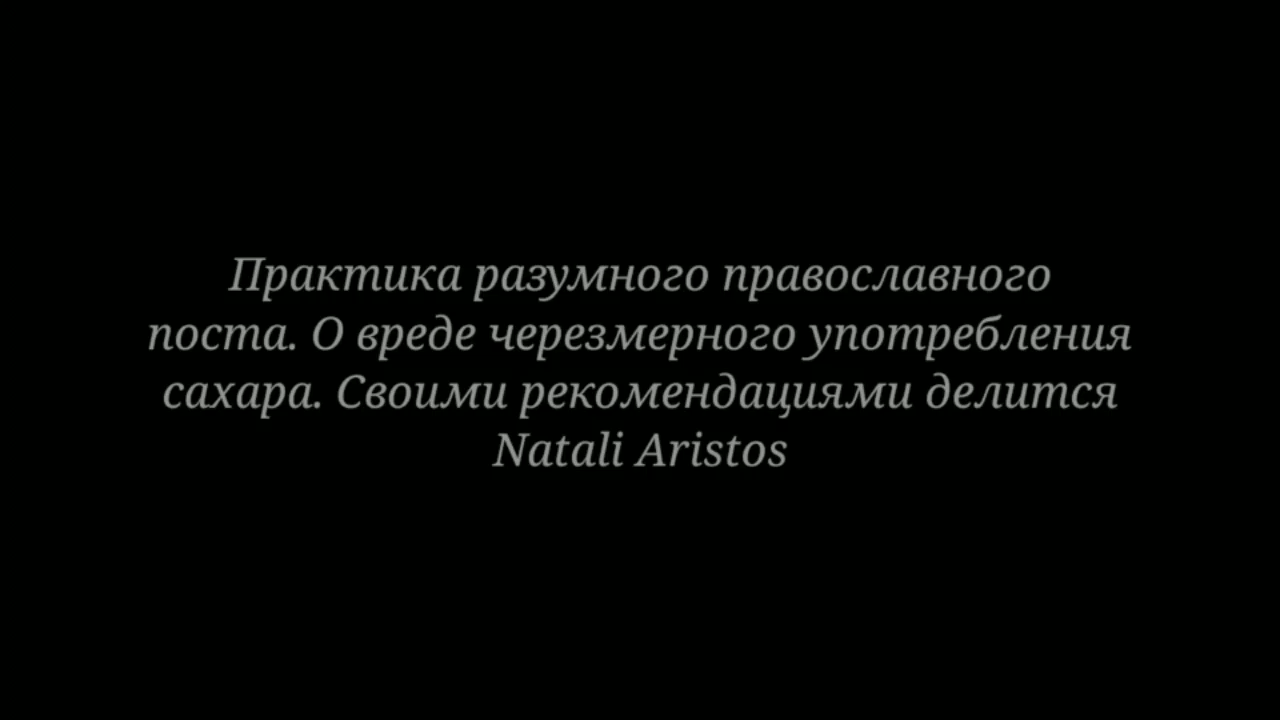 Практика разумного православного
поста. О вреде черезмерного употребления
сахара. Своими рекомендациями делится
Natali Aristos